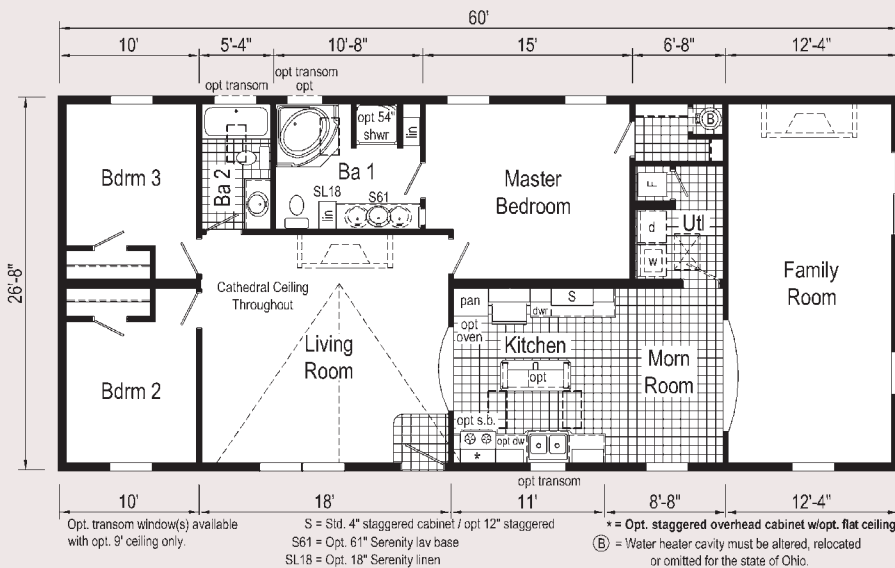 60'
10'
5'-4"
10'-8"
15'
6'-8"
12'-4"
opt transom
opt transom
opt
26'-8"
Bdrm 3
Ba 2
opt 54"
shwr
lin
Ba 1
SL18
S61
lin
Master
Bedroom
B
F
Utl
d
w
Family
Room
Cathedral Ceiling
Throughout
Bdrm 2
Living
Room
pan
S
dwr
opt
oven
Kitchen
opt
Morn
Room
opt s.b.
opt dw
*
opt transom
10'
18'
11'
8'-8"
12'-4"
Opt. transom window(s) available
with opt. 9' ceiling only.
S = Std. 4" staggered cabinet / opt 12" staggered
S61 = Opt. 61" Serenity lav base
SL18 = Opt. 18" Serenity linen
* = Opt. staggered overhead cabinet w/opt. flat ceiling
B = Water heater cavity must be altered, relocated
or omitted for the state of Ohio.